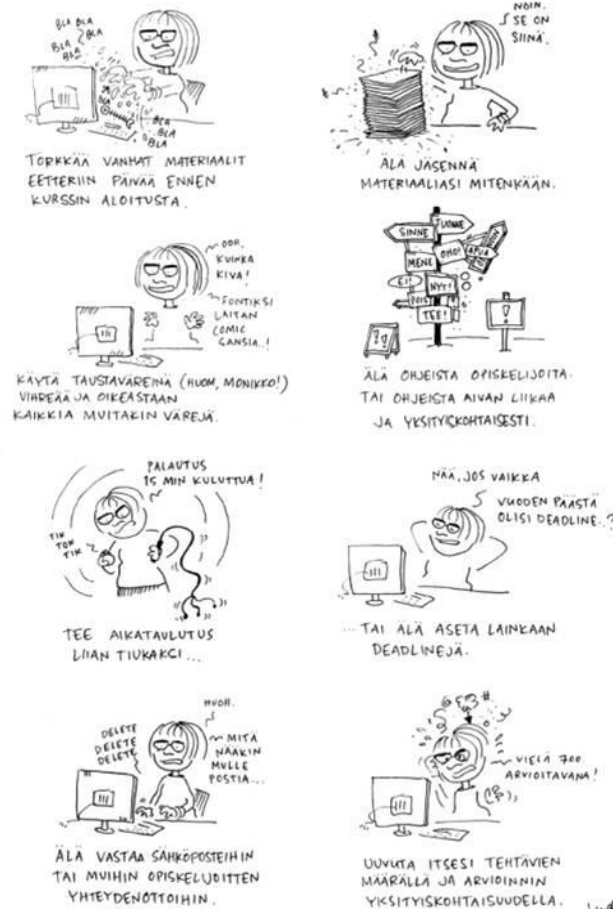 BLA BLA
BLA
BLA
BLA
BLA
BLA
BLA
BLA
TORKKÄÄ VANHAT MATERIAALIT
EETTERIIN PÄIVÄÄ ENNEN
KURSSIN ALOITUSTA.
NOIN.
SE ON
SIINÄ.
ÄLÄ JÄSENNÄ
MATERIAALIASI MITENKÄÄN.
OOH,
KUINKA
KIVA!
FONTIKSI
LAITAN
COMIC
SANSIA..!
KÄYTÄ TAUSTAVÄREINÄ (HUOM, MONIKKO!)
VIHREÄÄ JA OIKEASTAAN
KAIKKIA MUITAKIN VÄREJÄ.
SINNE
TUONNE
MENE
OHO!
APUA
EI!
NYT!
POIS
TEE!
!?
!
ÄLÄ OHJEISTA OPISKELIJOITA.
TAI OHJEISTA AIVAN LIIKAA
JA YKSITYISKOHTAISESTI.
PALAUTUS
15 MIN KULUTTUA!
TIK
TOK
TIK
TEE AIKATAULUTUS
LIIAN TIUKAKSI...
NÄÄ, JOS VAIKKA
VUODEN PÄÄSTÄ
OLISI DEADLINE..?
... TAI ÄLÄ ASETA LAINKAAN
DEADLINEJÄ.
DELETE
DELETE
DELETE
HUOH.
MITÄ
NÄÄKIN
MULLE
POSTIA...
ÄLÄ VASTAA SÄHKÖPOSTEIHIN
TAI MUIHIN OPISKELIJOITTEN
YHTEYDENOTTOIHIN.
VIELÄ 700
ARVIOITAVANA!
UUVUTA ITSESI TEHTÄVIEN
MÄÄRÄLLÄ JA ARVIOINNIN
YKSITYISKOHTAISUUDELLA.